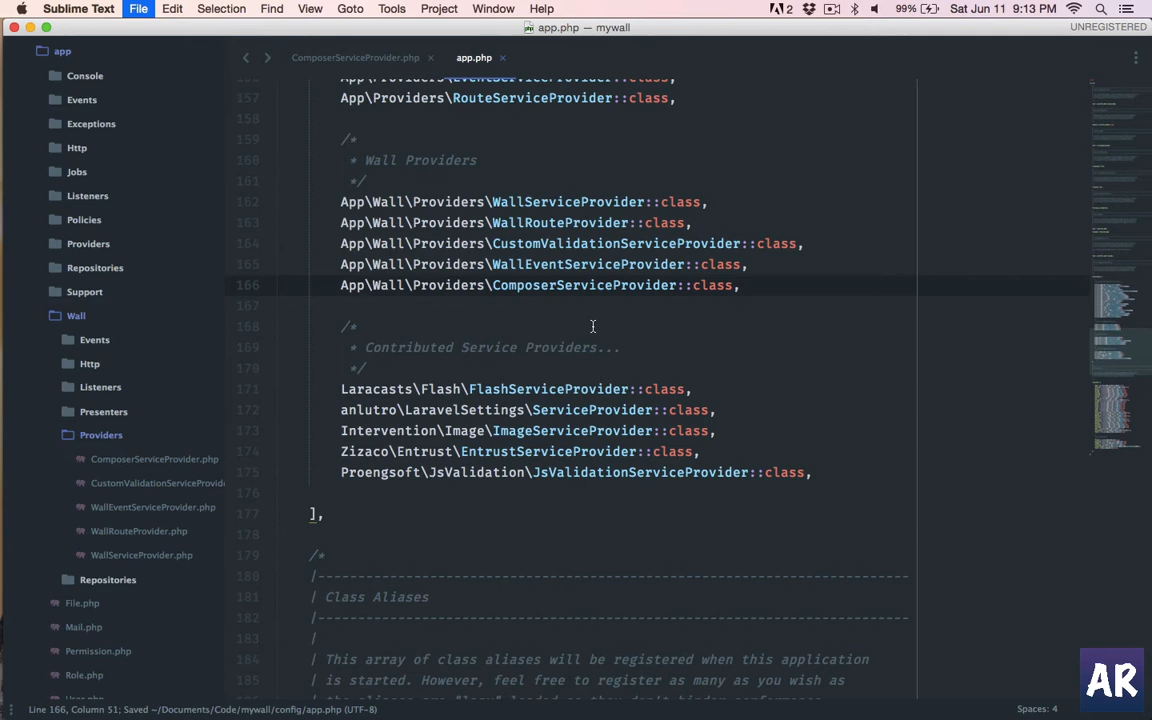 Sublime Text File Edit Selection Find View Goto Tools Project Window Help 2 99% Sat Jun 11 9:13 PM
app.php — mywall UNREGISTERED
app
Console
Events
Exceptions
Http
Jobs
Listeners
Policies
Providers
Repositories
Support
Wall
Events
Http
Listeners
Presenters
Providers
ComposerServiceProvider.php
CustomValidationServiceProvid
WallEventServiceProvider.php
WallRouteProvider.php
WallServiceProvider.php
Repositories
File.php
Mail.php
Permission.php
Role.php
ComposerServiceProvider.php × app.php ×
App\Providers\EventServiceProvider::class,
157 App\Providers\RouteServiceProvider::class,
158
159 /*
160 * Wall Providers
161 */
162 App\Wall\Providers\WallServiceProvider::class,
163 App\Wall\Providers\WallRouteProvider::class,
164 App\Wall\Providers\CustomValidationServiceProvider::class,
165 App\Wall\Providers\WallEventServiceProvider::class,
166 App\Wall\Providers\ComposerServiceProvider::class,
167
168 /*
169 * Contributed Service Providers...
170 */
171 Laracasts\Flash\FlashServiceProvider::class,
172 anlutro\LaravelSettings\ServiceProvider::class,
173 Intervention\Image\ImageServiceProvider::class,
174 Zizaco\Entrust\EntrustServiceProvider::class,
175 Proengsoft\JsValidation\JsValidationServiceProvider::class,
176
177 ],
178
179 /*
180 |--------------------------------------------------------------------------
181 | Class Aliases
182 |--------------------------------------------------------------------------
183 |
184 | This array of class aliases will be registered when this application
185 | is started. However, feel free to register as many as you wish as
Line 166, Column 51; Saved ~/Documents/Code/mywall/config/app.php (UTF-8) Spaces: 4
AR